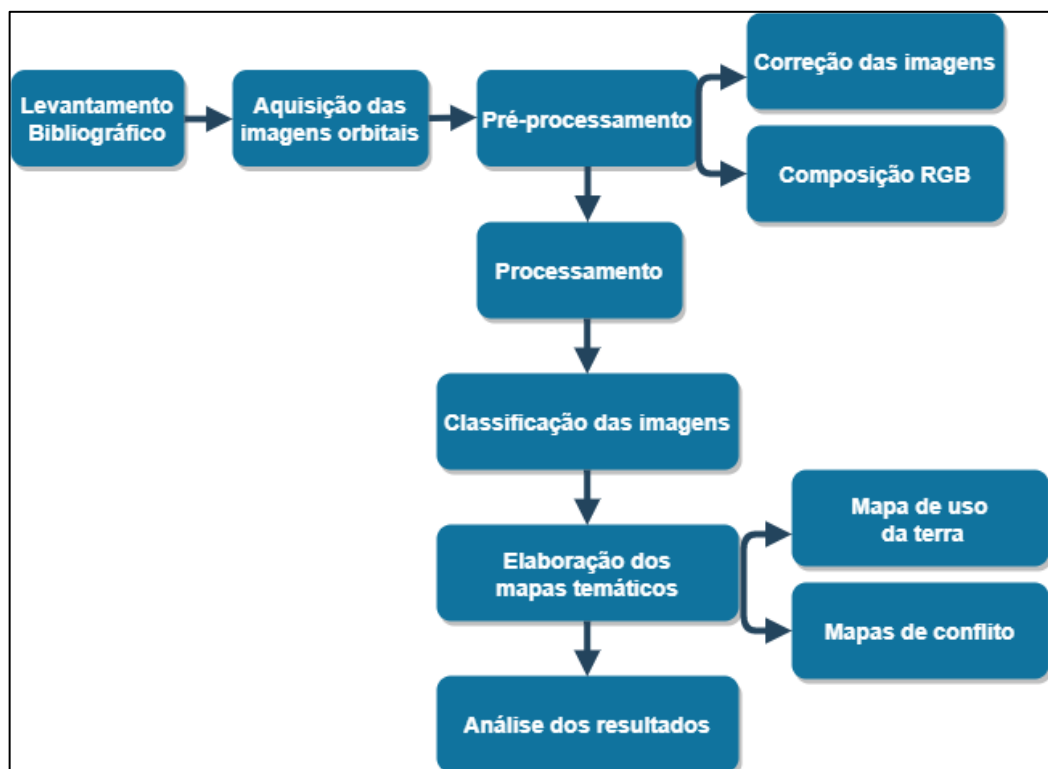 Levantamento
Bibliográfico
Aquisição das
imagens orbitais
Pré-processamento
Correção das imagens
Composição RGB
Processamento
Classificação das imagens
Elaboração dos
mapas temáticos
Mapa de uso
da terra
Mapas de conflito
Análise dos resultados